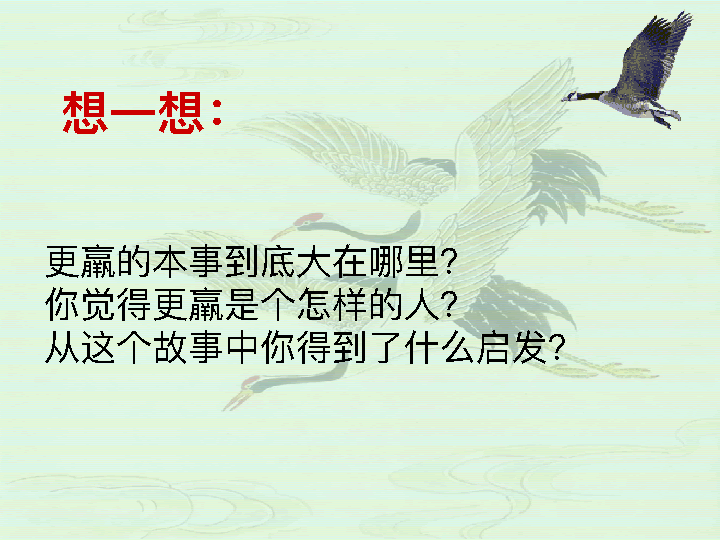 想一想：
更羸的本事到底大在哪里？
你觉得更羸是个怎样的人？
从这个故事中你得到了什么启发？